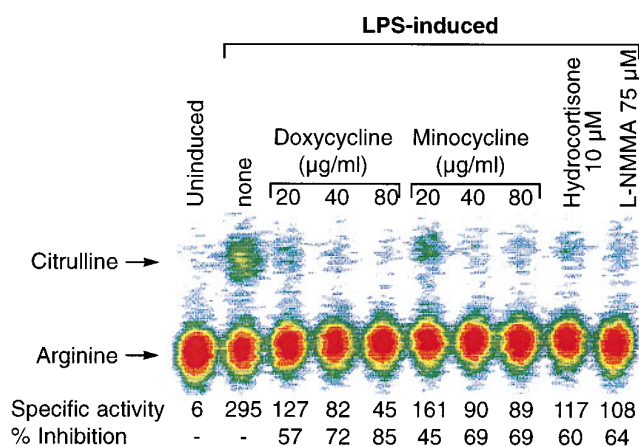 LPS-induced
Uninduced
none
Doxycycline
(µg/ml)
20 40 80
Minocycline
(µg/ml)
20 40 80
Hydrocortisone
10 µM
L-NMMA 75 µM
Citrulline →
Arginine →
Specific activity 6 295 127 82 45 161 90 89 117 108
% Inhibition - - 57 72 85 45 69 69 60 64